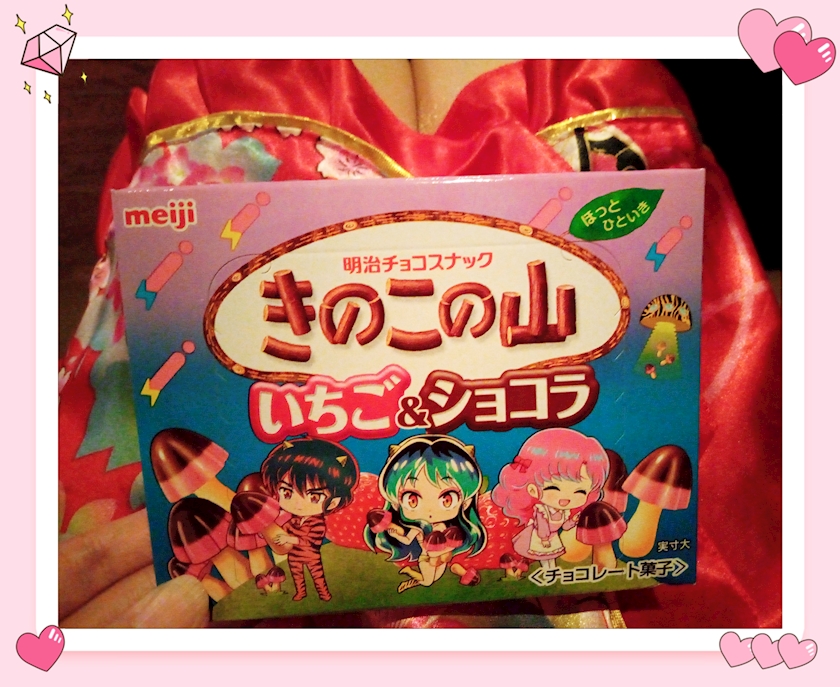 meiji
ほっと
ひといき
明治チョコスナック
きのこの山
いちご&ショコラ
実寸大
<チョコレート菓子>